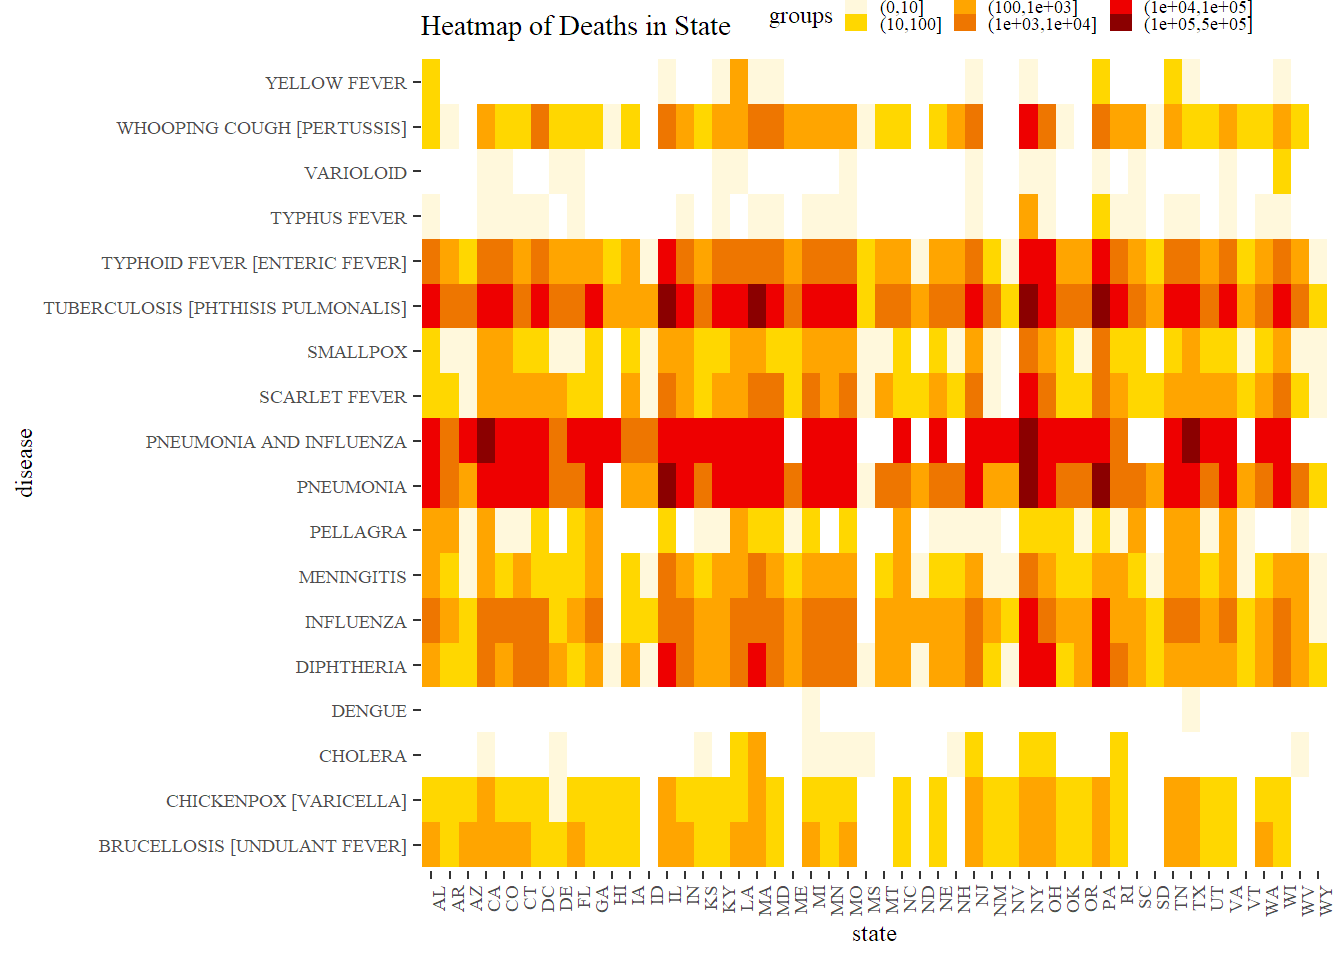 Heatmap of Deaths in State
groups
(0,10]
(10,100]
(100,1e+03]
(1e+03,1e+04]
(1e+04,1e+05]
(1e+05,5e+05]
disease
YELLOW FEVER
WHOOPING COUGH [PERTUSSIS]
VARIOLOID
TYPHUS FEVER
TYPHOID FEVER [ENTERIC FEVER]
TUBERCULOSIS [PHTHISIS PULMONALIS]
SMALLPOX
SCARLET FEVER
PNEUMONIA AND INFLUENZA
PNEUMONIA
PELLAGRA
MENINGITIS
INFLUENZA
DIPHTHERIA
DENGUE
CHOLERA
CHICKENPOX [VARICELLA]
BRUCELLOSIS [UNDULANT FEVER]
AL
AR
AZ
CA
CO
CT
DC
DE
FL
GA
HI
IA
ID
IL
IN
KS
KY
LA
MA
MD
ME
MI
MN
MO
MS
MT
NC
ND
NE
NH
NJ
NM
NV
NY
OH
OK
OR
PA
RI
SC
SD
TN
TX
UT
VA
VT
WA
WI
WV
WY
state